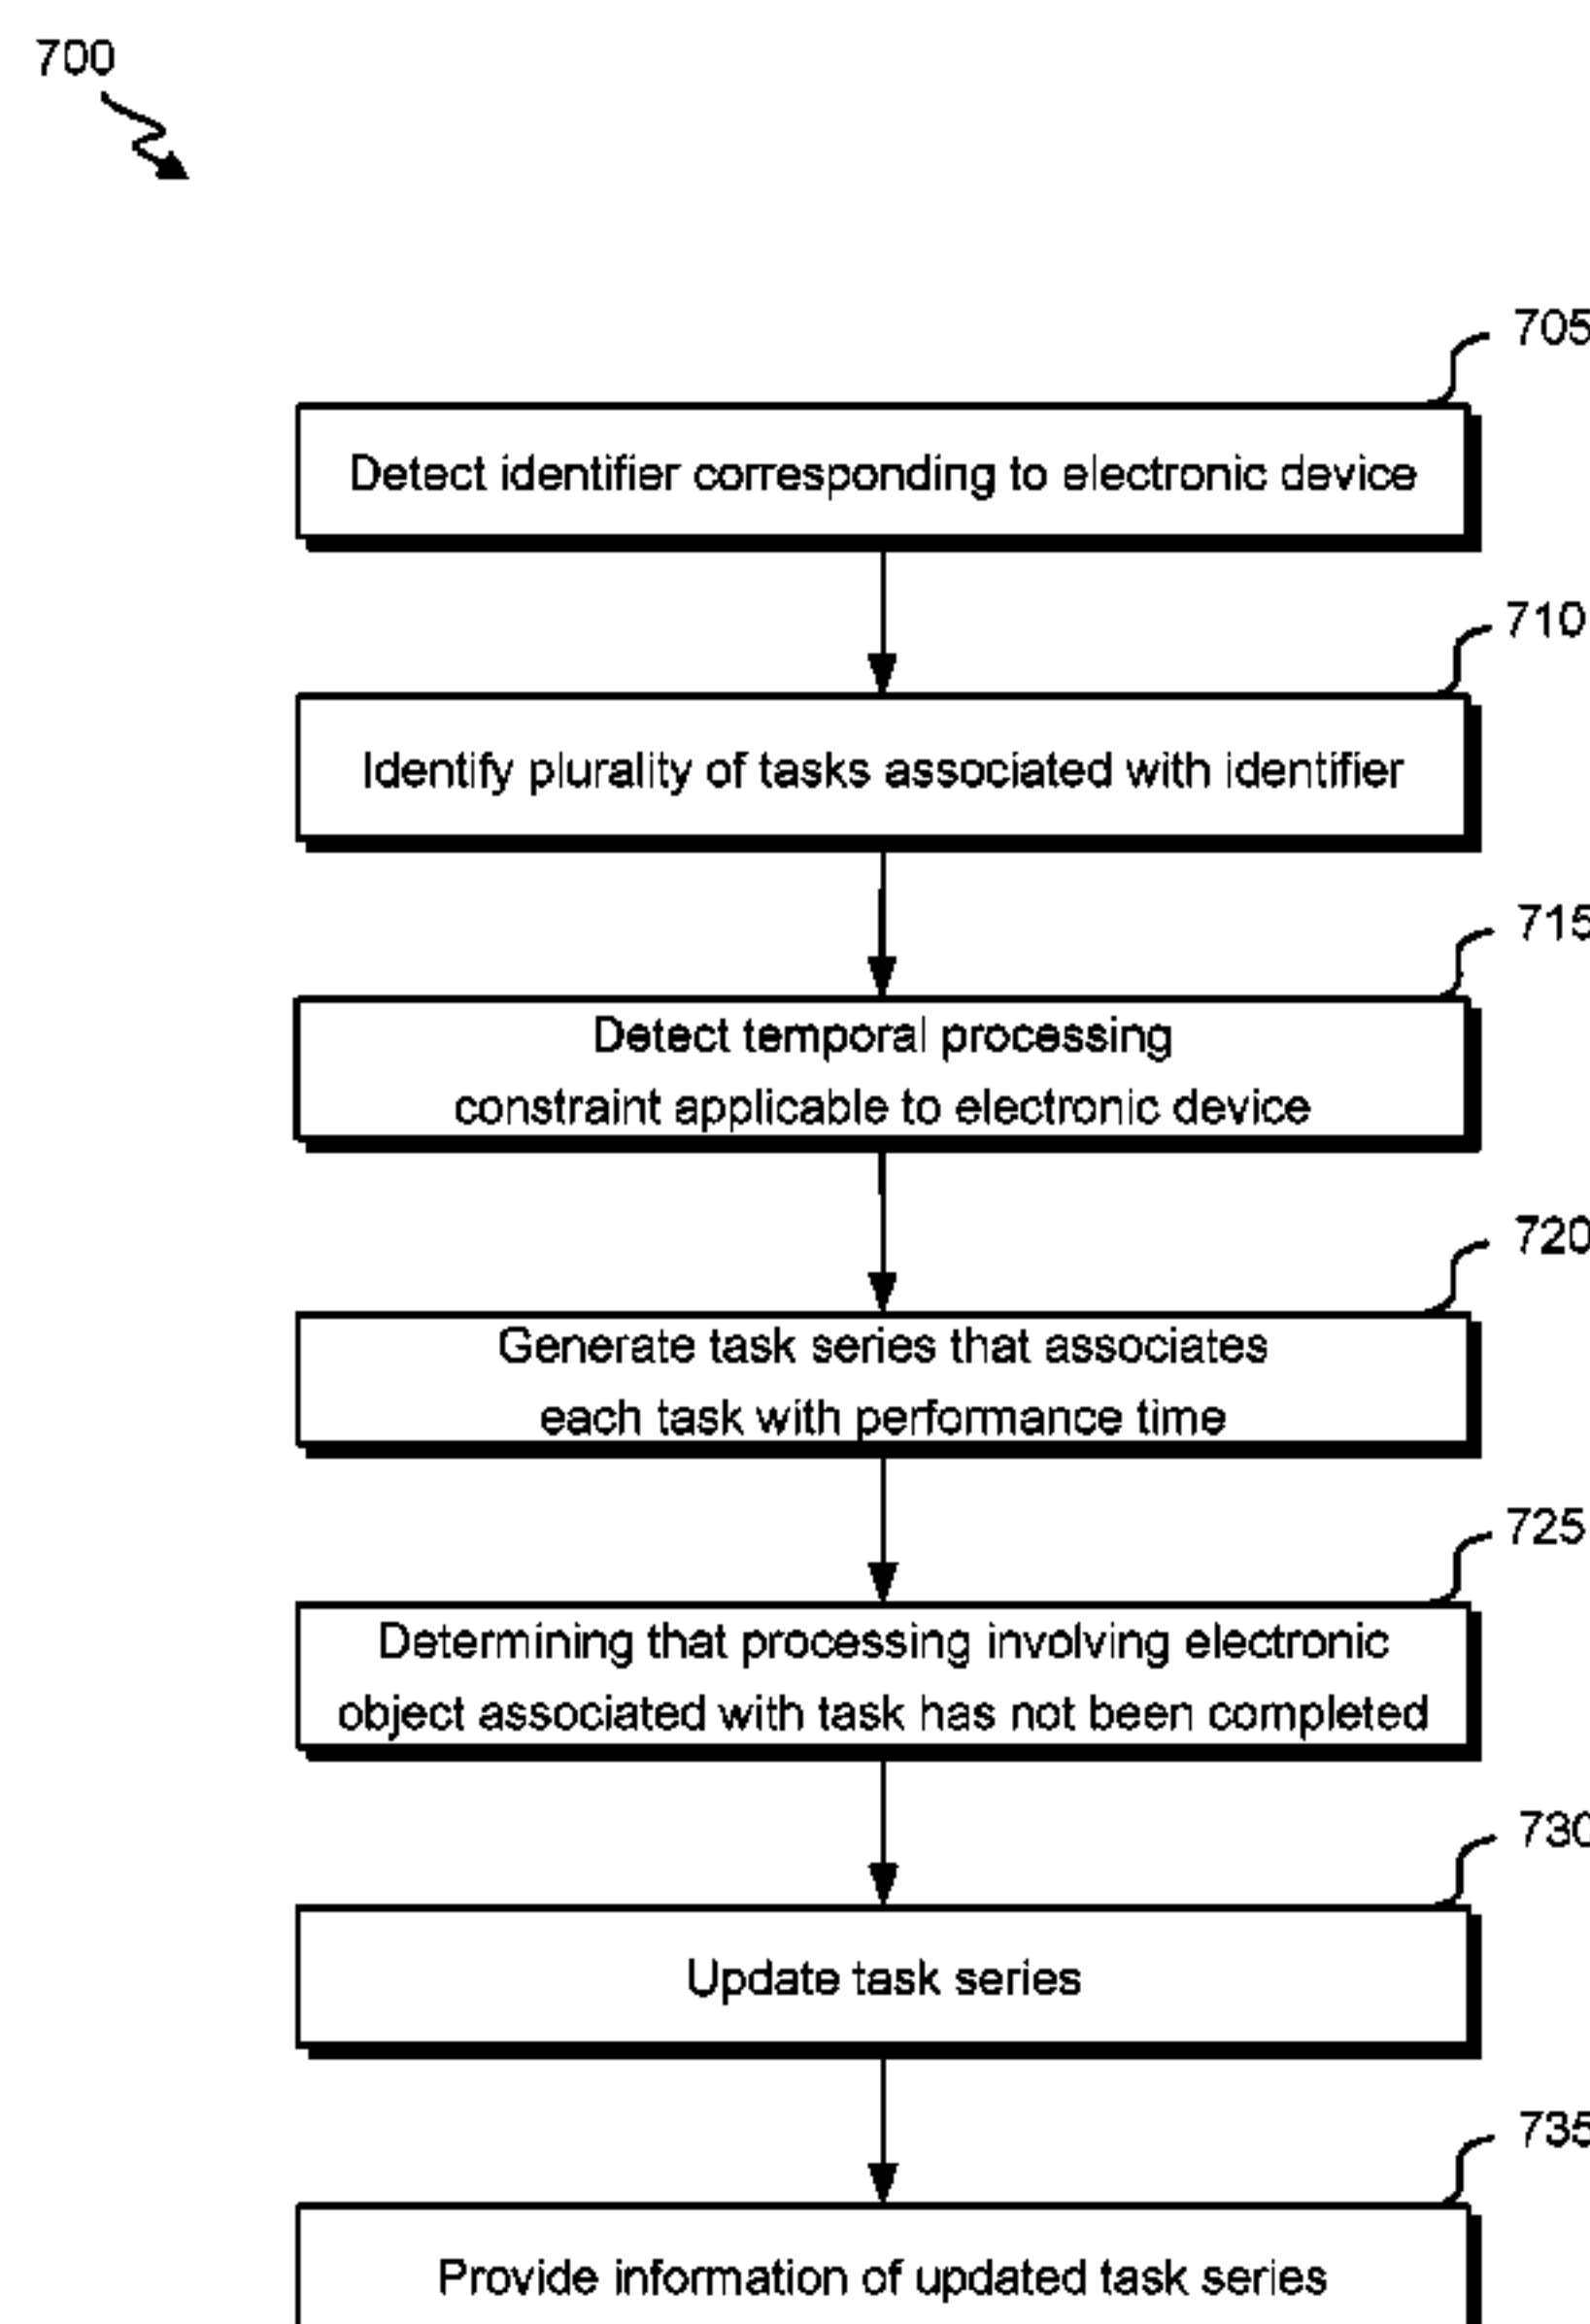 700
705
Detect identifier corresponding to electronic device
710
Identify plurality of tasks associated with identifier
715
Detect temporal processing
constraint applicable to electronic device
720
Generate task series that associates
each task with performance time
725
Determining that processing involving electronic
object associated with task has not been completed
730
Update task series
735
Provide information of updated task series